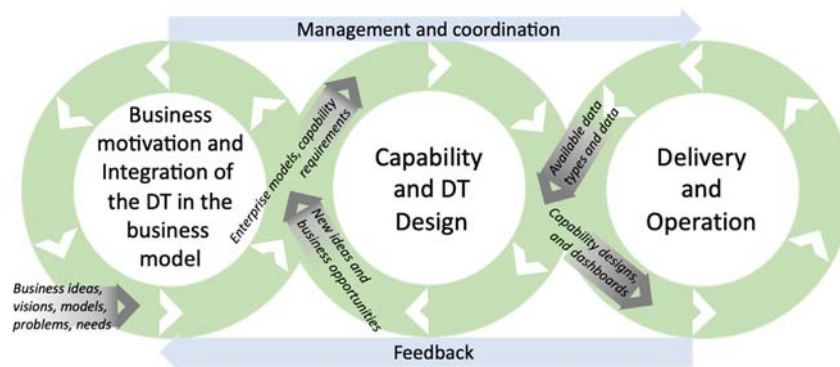 Management and coordination
Business
motivation and
Integration of
the DT in the
business
model
Business ideas,
visions, models,
problems, needs
Enterprise models, capability
requirements
New ideas and
business opportunities
Capability
and DT
Design
Available data
types and data
Capability designs,
and dashboards
Delivery
and
Operation
Feedback